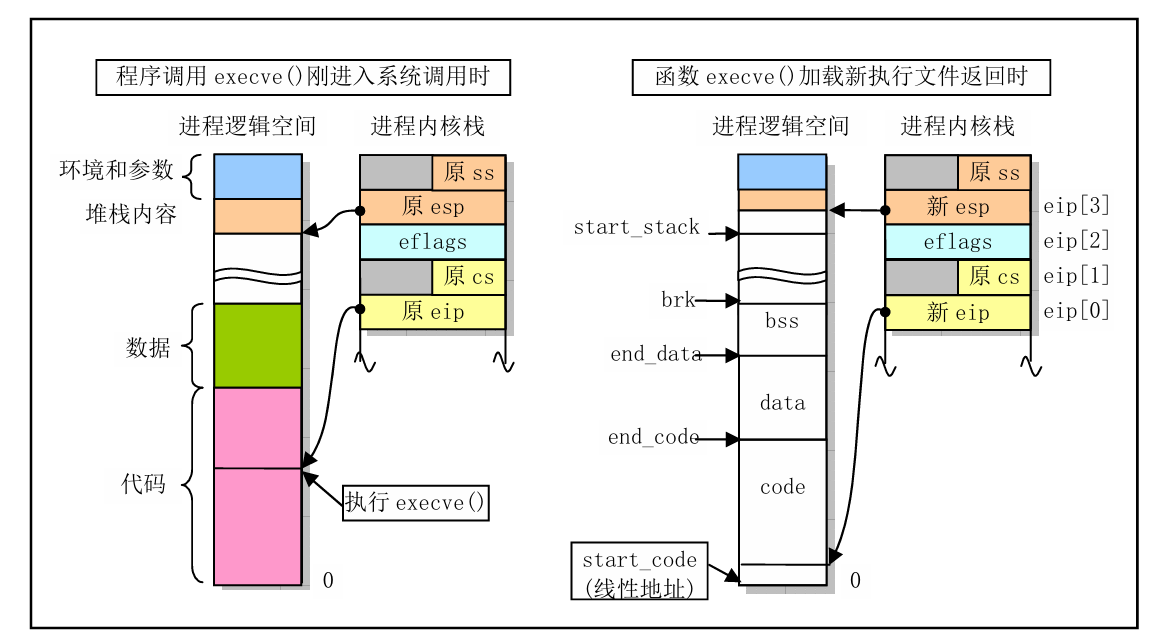 程序调用 execve()刚进入系统调用时
进程逻辑空间
进程内核栈
环境和参数
堆栈内容
数据
代码
原 ss
原 esp
eflags
原 cs
原 eip
执行 execve()
0
函数 execve()加载新执行文件返回时
进程逻辑空间
进程内核栈
start_stack
brk
end_data
end_code
start_code
(线性地址)
bss
data
code
0
原 ss
新 esp
eip[3]
eflags
eip[2]
原 cs
eip[1]
新 eip
eip[0]